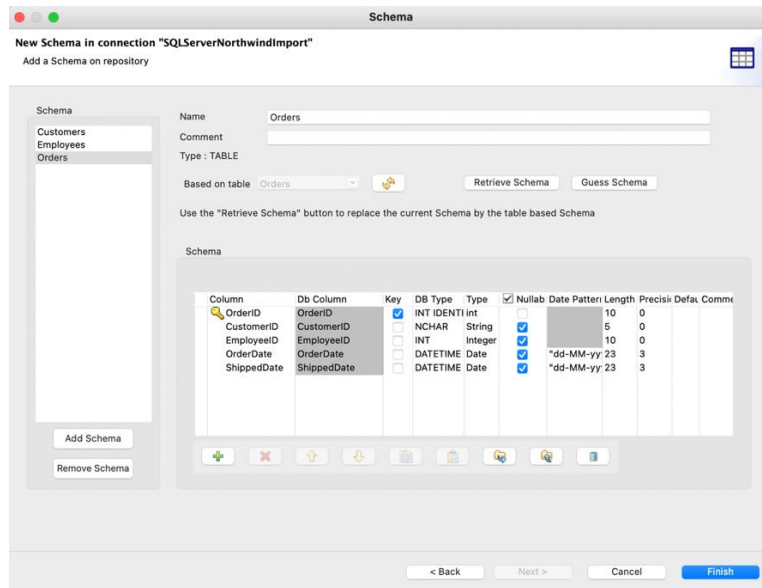 Schema
New Schema in connection "SQLServerNorthwindImport"
Add a Schema on repository
Schema
Customers
Employees
Orders
Add Schema
Remove Schema
Name Orders
Comment
Type : TABLE
Based on table Orders
Retrieve Schema Guess Schema
Use the "Retrieve Schema" button to replace the current Schema by the table based Schema
Schema
Column Db Column Key DB Type Type Nullab Date Pattern Length Precisio Defau Comme
OrderID OrderID INT IDENTI int 10 0
CustomerID CustomerID NCHAR String 5 0
EmployeeID EmployeeID INT Integer 10 0
OrderDate OrderDate DATETIME Date "dd-MM-yy 23 3
ShippedDate ShippedDate DATETIME Date "dd-MM-yy 23 3
< Back Next > Cancel Finish